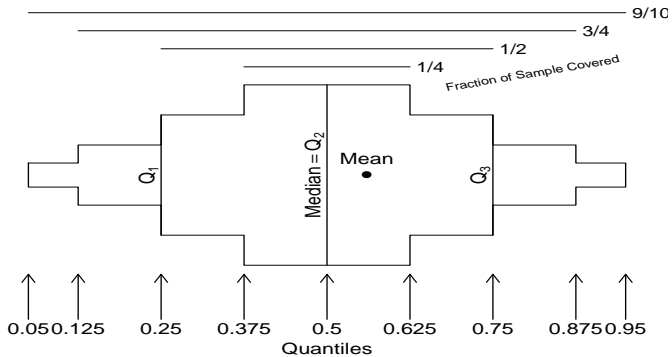 9/10
3/4
1/2
1/4
Fraction of Sample Covered
Q1
Median = Q2
Mean
Q3
0.05 0.125 0.25 0.375 0.5 0.625 0.75 0.875 0.95
Quantiles